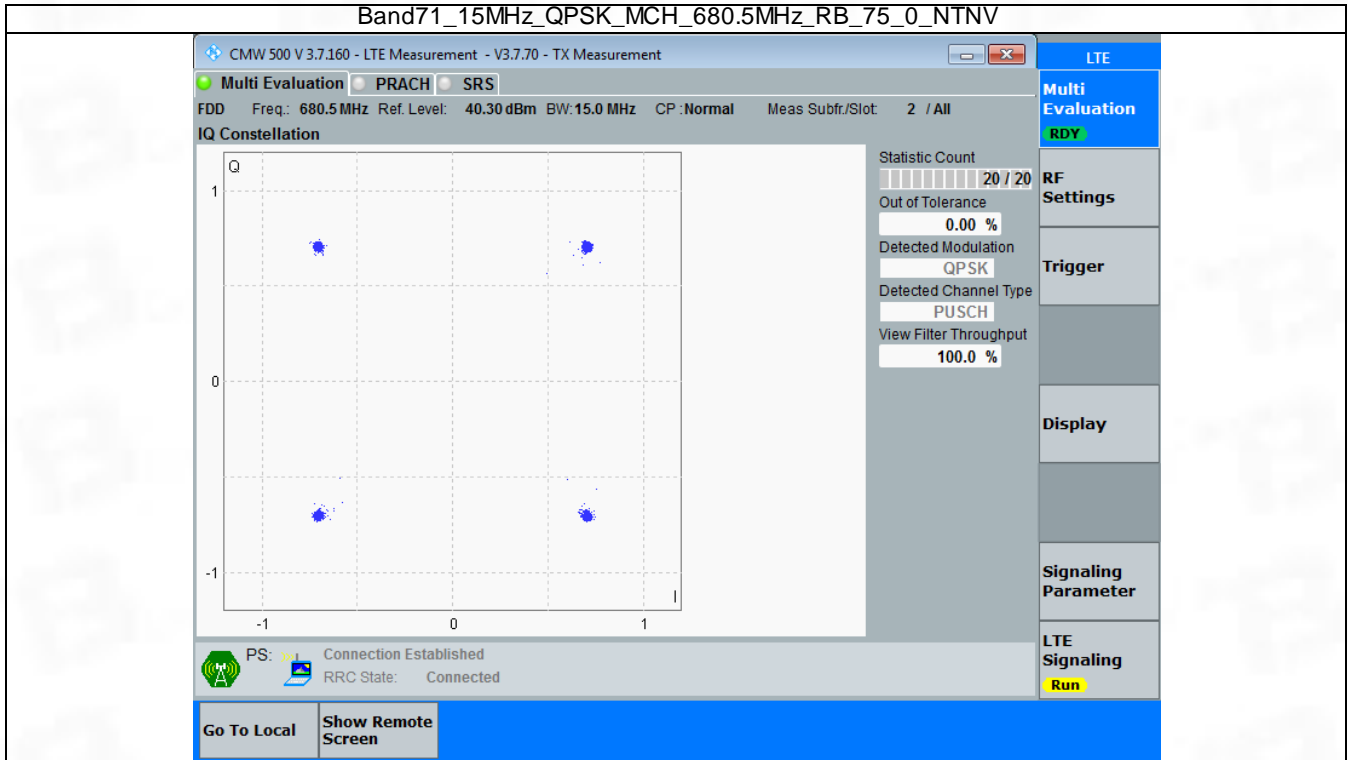 Band71_15MHz_QPSK_MCH_680.5MHz_RB_75_0_NTNV
CMW 500 V 3.7.160 - LTE Measurement - V3.7.70 - TX Measurement
LTE
Multi Evaluation PRACH SRS
FDD Freq.: 680.5 MHz Ref. Level: 40.30 dBm BW: 15.0 MHz CP : Normal Meas Subfr./Slot: 2 / All
IQ Constellation
Q
1
0
-1
I
-1 0 1
Statistic Count
20 / 20
Out of Tolerance
0.00 %
Detected Modulation
QPSK
Detected Channel Type
PUSCH
View Filter Throughput
100.0 %
Multi
Evaluation
RDY
RF
Settings
Trigger
Display
Signaling
Parameter
LTE
Signaling
Run
PS: Connection Established
RRC State: Connected
Go To Local
Show Remote
Screen